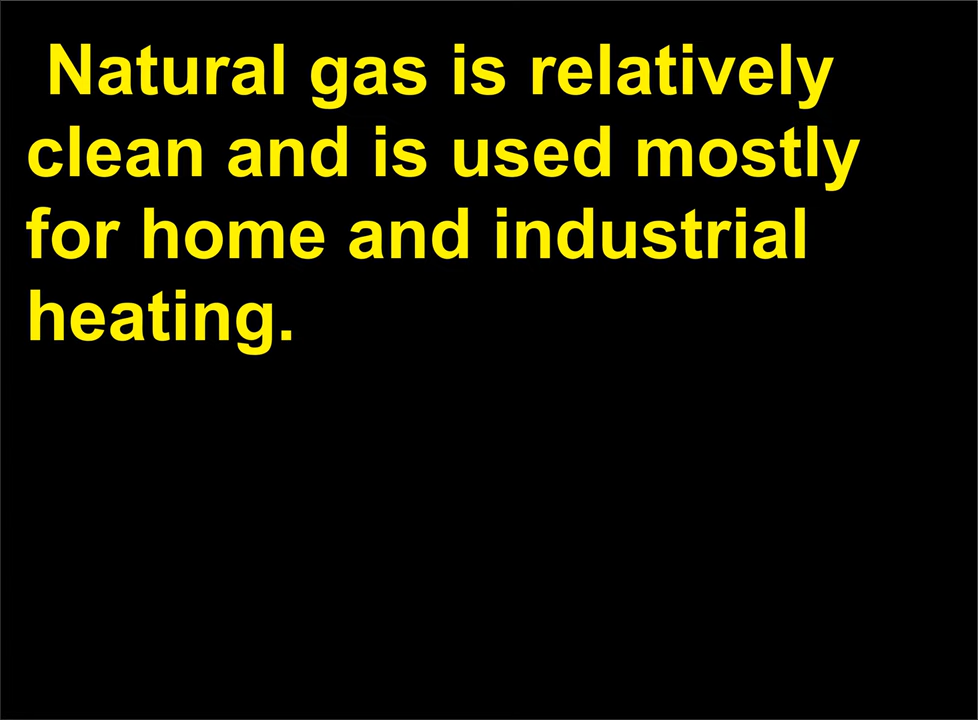 Natural gas is relatively
clean and is used mostly
for home and industrial
heating.